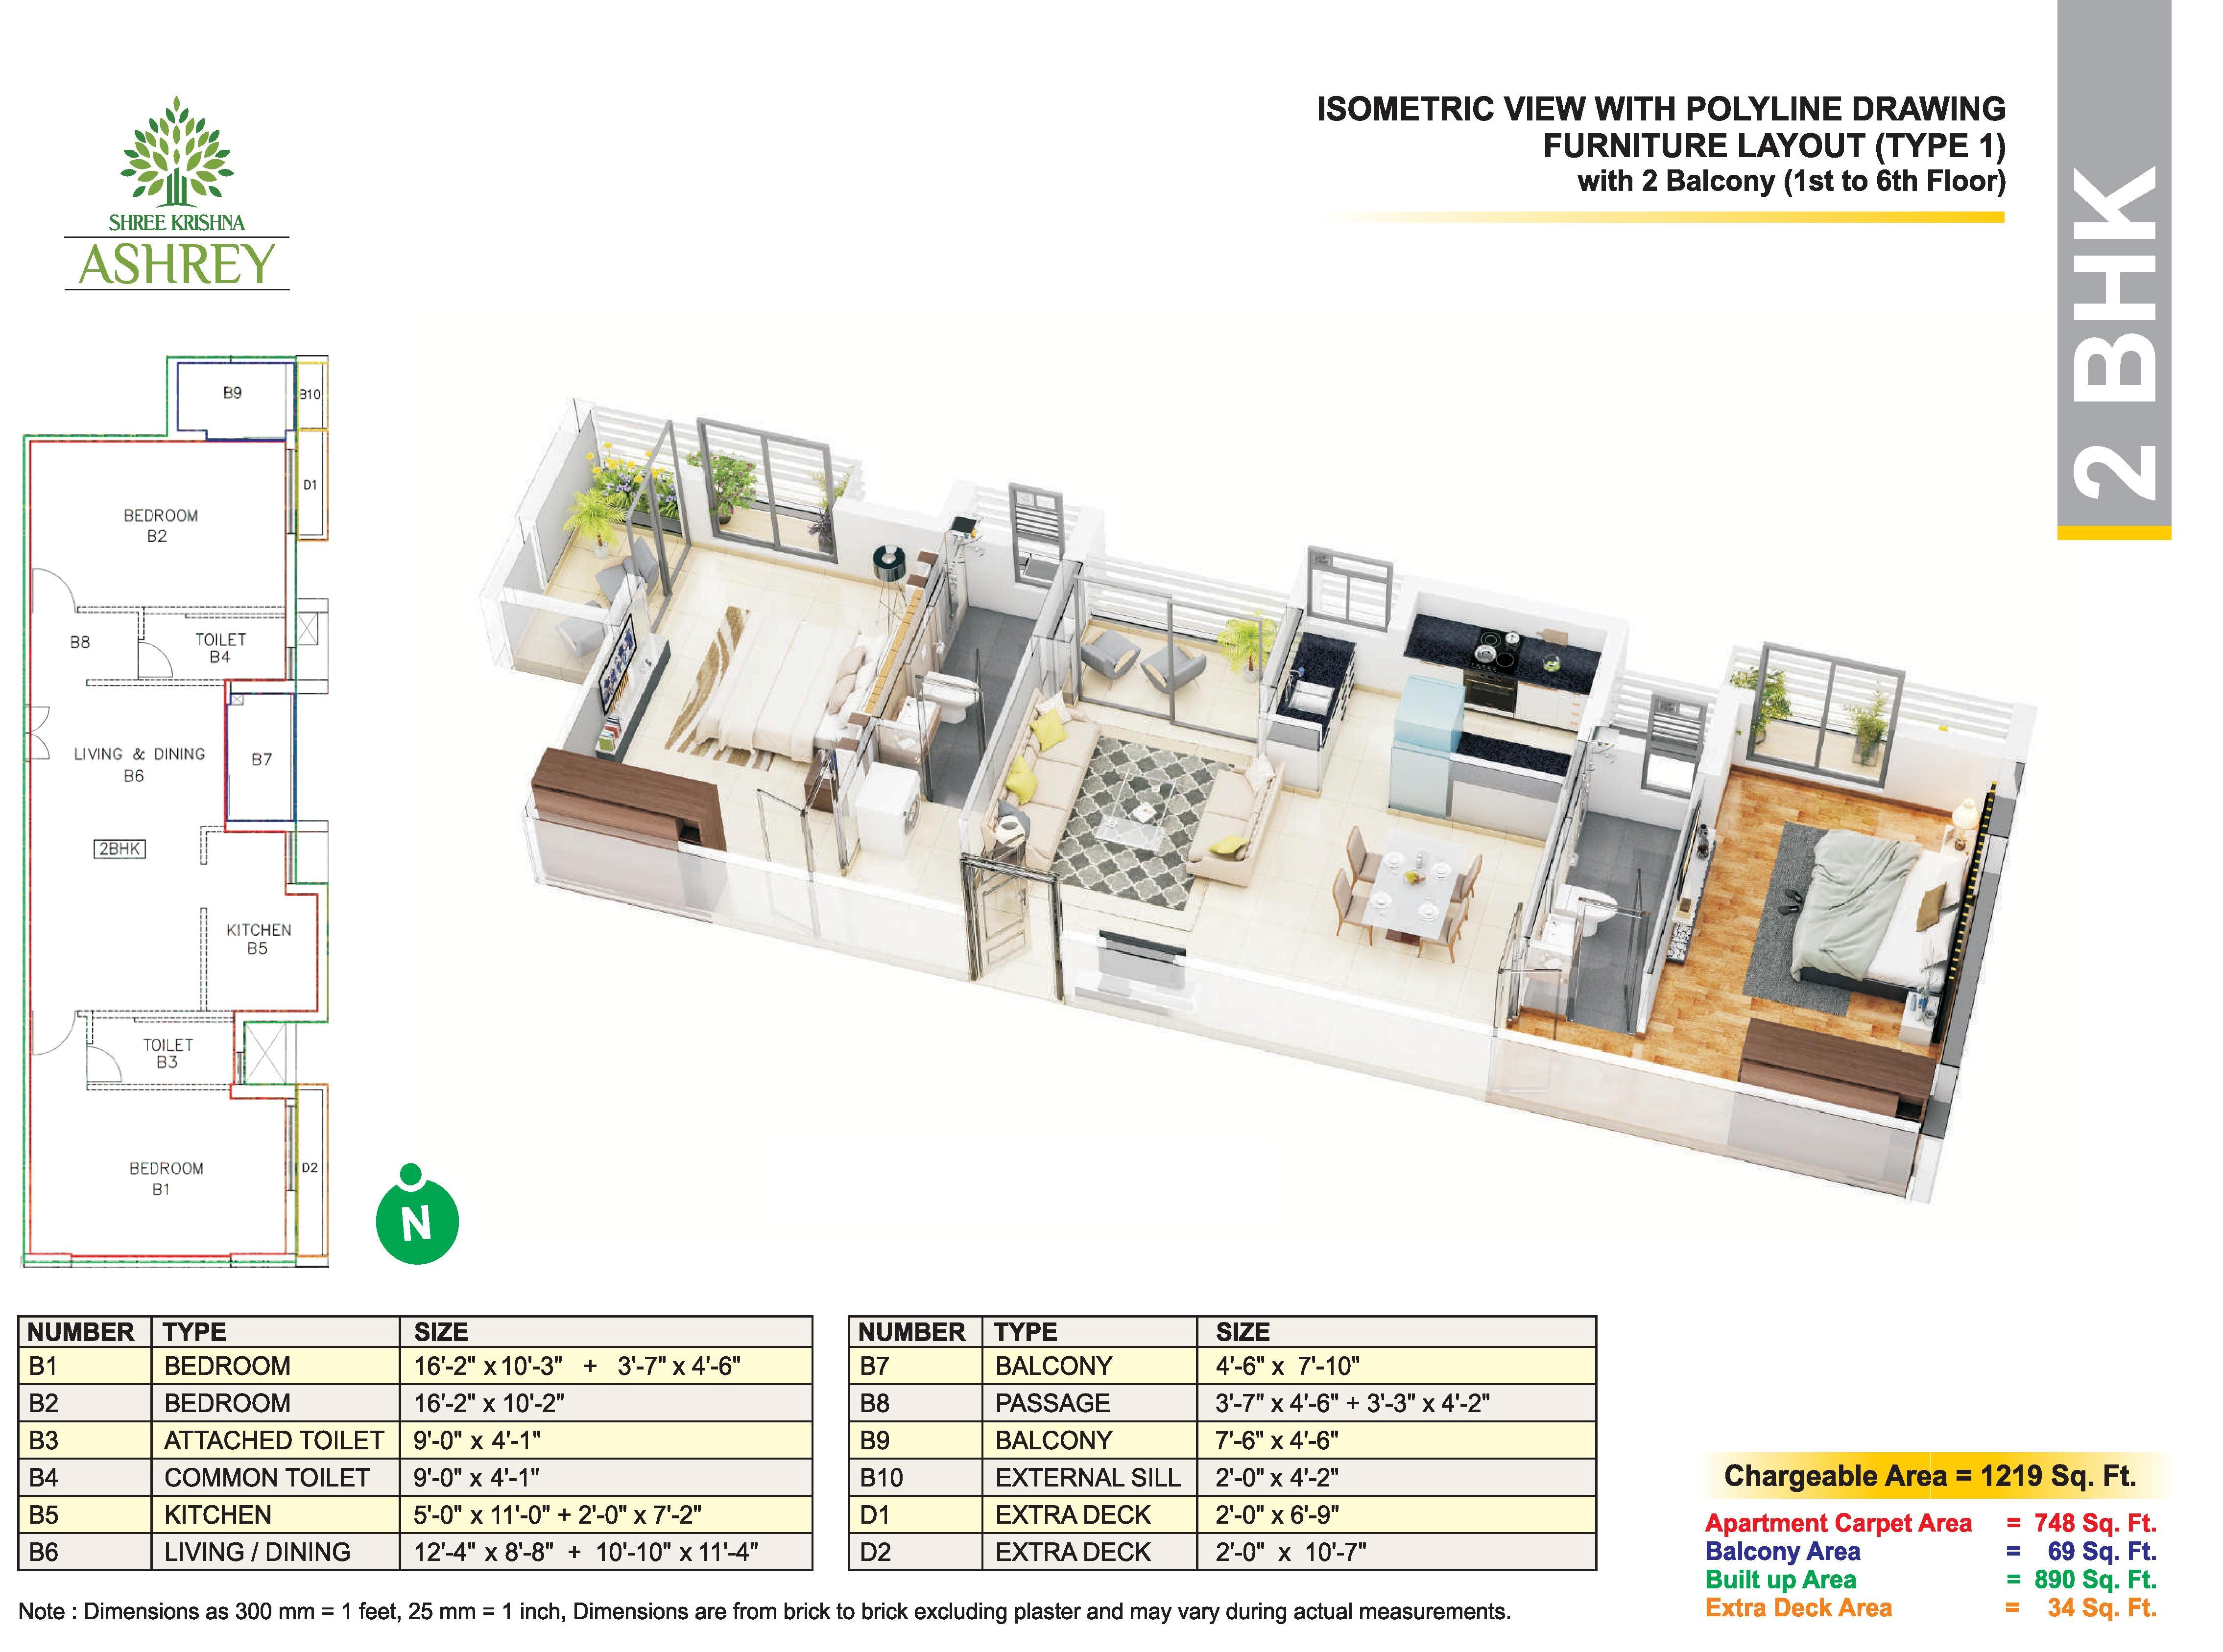 SHREE KRISHNA
ASHREY
ISOMETRIC VIEW WITH POLYLINE DRAWING
FURNITURE LAYOUT (TYPE 1)
with 2 Balcony (1st to 6th Floor)
2 BHK
B9
B10
D1
BEDROOM
B2
B8
TOILET
B4
LIVING & DINING
B6
B7
2BHK
KITCHEN
B5
TOILET
B3
BEDROOM
B1
D2
N
NUMBER TYPE SIZE
B1 BEDROOM 16'-2" x 10'-3" + 3'-7" x 4'-6"
B2 BEDROOM 16'-2" x 10'-2"
B3 ATTACHED TOILET 9'-0" x 4'-1"
B4 COMMON TOILET 9'-0" x 4'-1"
B5 KITCHEN 5'-0" x 11'-0" + 2'-0" x 7'-2"
B6 LIVING / DINING 12'-4" x 8'-8" + 10'-10" x 11'-4"
NUMBER TYPE SIZE
B7 BALCONY 4'-6" x 7'-10"
B8 PASSAGE 3'-7" x 4'-6" + 3'-3" x 4'-2"
B9 BALCONY 7'-6" x 4'-6"
B10 EXTERNAL SILL 2'-0" x 4'-2"
D1 EXTRA DECK 2'-0" x 6'-9"
D2 EXTRA DECK 2'-0" x 10'-7"
Chargeable Area = 1219 Sq. Ft.
Apartment Carpet Area = 748 Sq. Ft.
Balcony Area = 69 Sq. Ft.
Built up Area = 890 Sq. Ft.
Extra Deck Area = 34 Sq. Ft.
Note : Dimensions as 300 mm = 1 feet, 25 mm = 1 inch, Dimensions are from brick to brick excluding plaster and may vary during actual measurements.